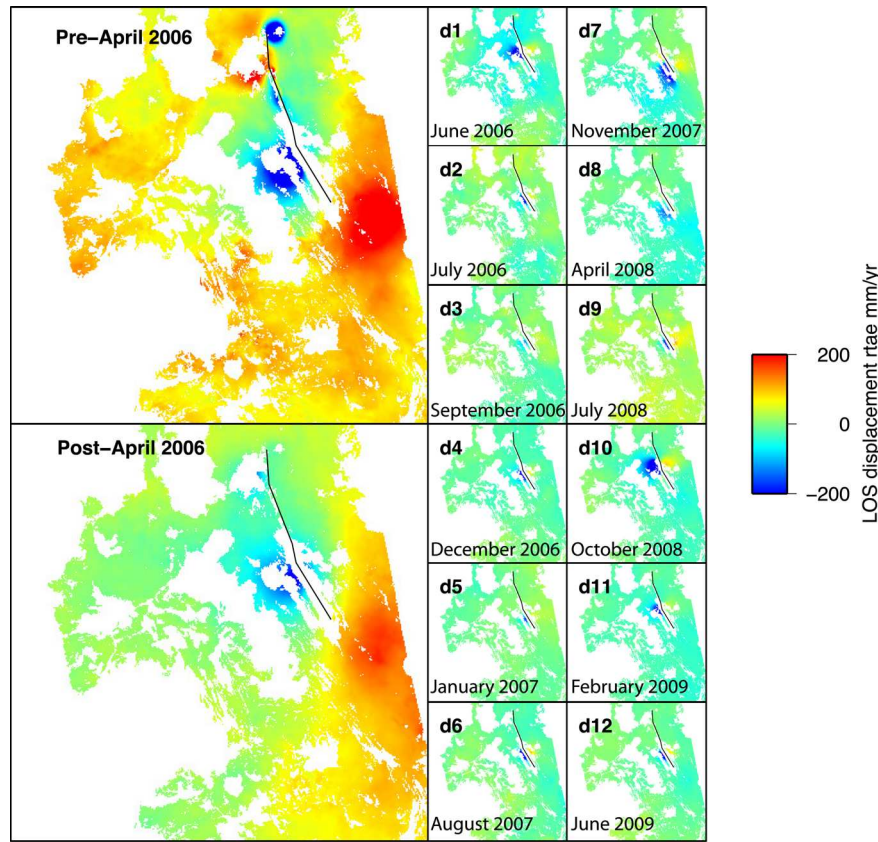 Pre–April 2006
Post–April 2006
d1
June 2006
d2
July 2006
d3
September 2006
d4
December 2006
d5
January 2007
d6
August 2007
d7
November 2007
d8
April 2008
d9
July 2008
d10
October 2008
d11
February 2009
d12
June 2009
200
0
−200
LOS displacement rtae mm/yr